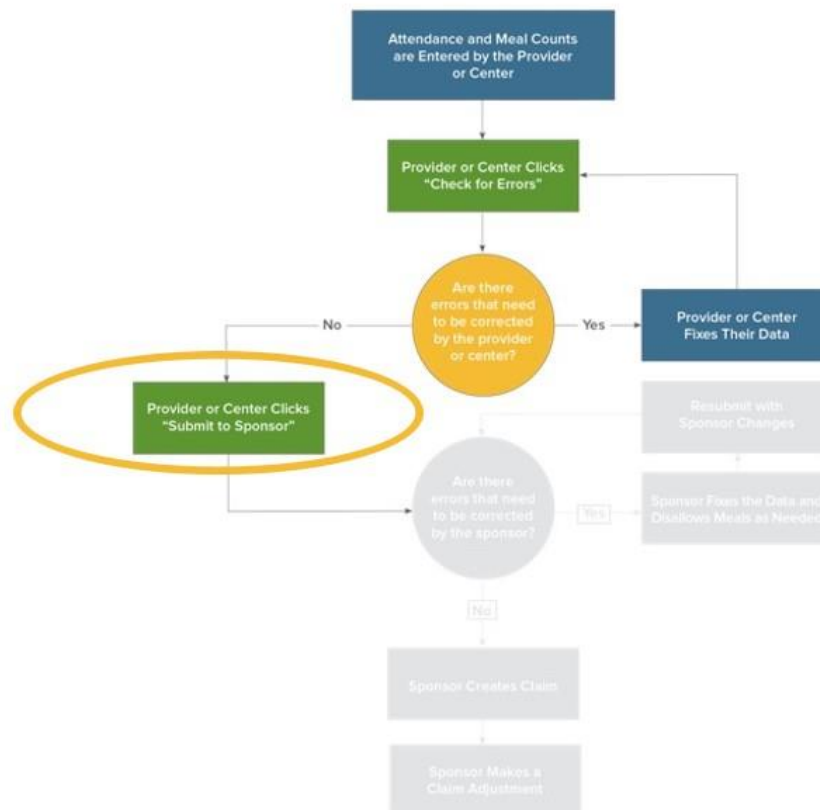 Attendance and Meal Counts
are Entered by the Provider
or Center
Provider or Center Clicks
“Check for Errors”
Are there
errors that need
to be corrected
by the provider
or center?
No
Yes
Provider or Center
Fixes Their Data
Provider or Center Clicks
“Submit to Sponsor”
Resubmit with
Sponsor Changes
Are there
errors that need
to be corrected
by the sponsor?
Yes
Sponsor Fixes the Data and
Disallows Meals as Needed
No
Sponsor Creates Claim
Sponsor Makes a
Claim Adjustment